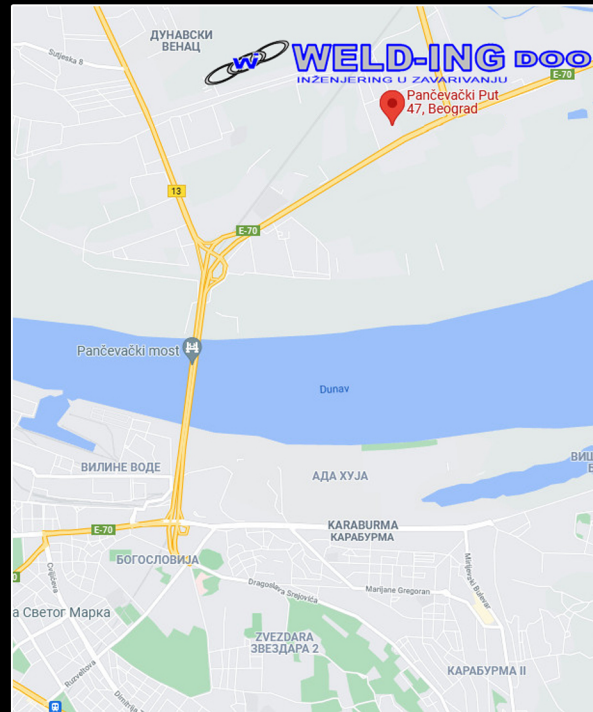 ДУНАВСКИ
ВЕНАЦ
Sutjeska 8
W
WELD-ING DOO
INŽENJERING U ZAVARIVANJU
E-70
Pančevački Put
47, Beograd
13
E-70
Pančevački most
Dunav
ВИЛИНЕ ВОДЕ
АДА ХУЈА
E-70
KARABURMA
КАРАБУРМА
БОГОСЛОВИЈА
Cvijićeva
Dragoslava Srejovića
Marijane Gregoran
Mirijevski Bulevar
а Светог Марка
ZVEZDARA
ЗВЕЗДАРА 2
Ruzveltova
КАРАБУРМА II